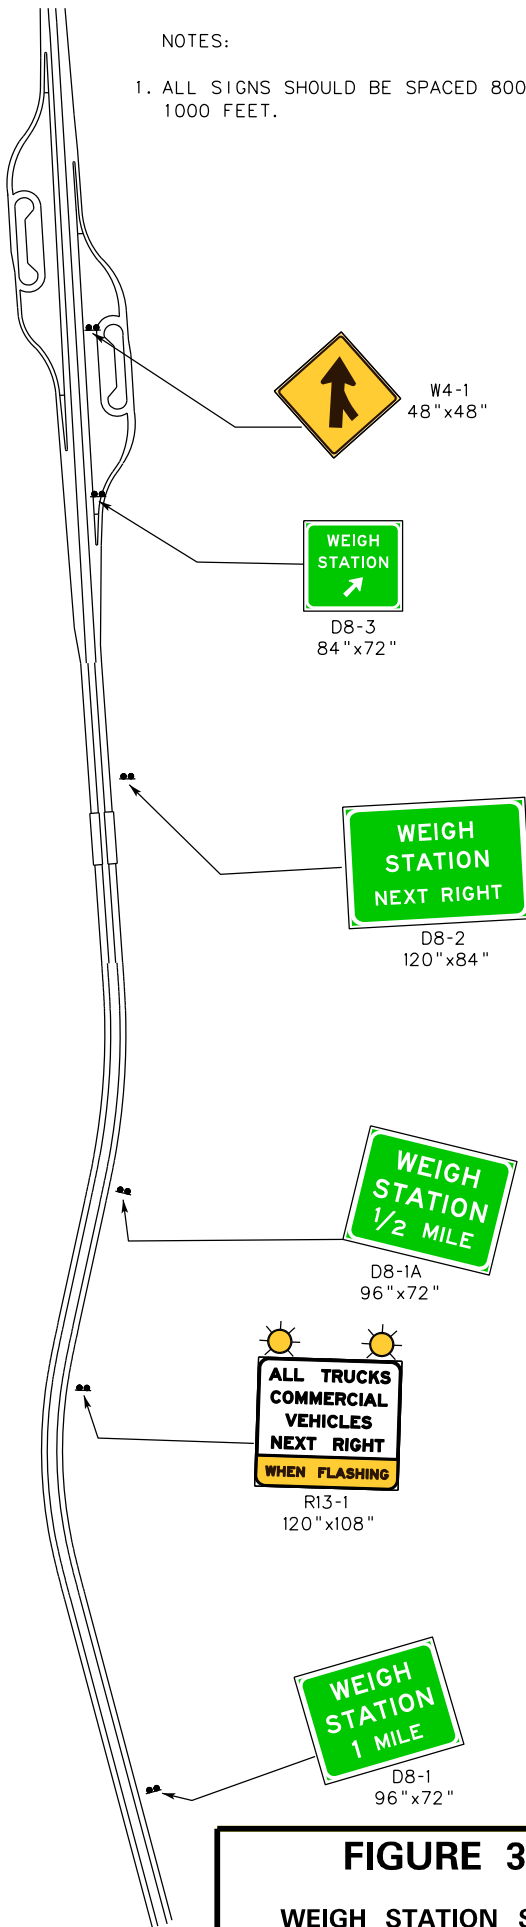 NOTES:
1. ALL SIGNS SHOULD BE SPACED 800
1000 FEET.
W4-1
48"x48"
WEIGH
STATION
D8-3
84"x72"
WEIGH
STATION
NEXT RIGHT
D8-2
120"x84"
WEIGH
STATION
1/2 MILE
D8-1A
96"x72"
ALL TRUCKS
COMMERCIAL
VEHICLES
NEXT RIGHT
WHEN FLASHING
R13-1
120"x108"
WEIGH
STATION
1 MILE
D8-1
96"x72"
FIGURE 3
WEIGH STATION S